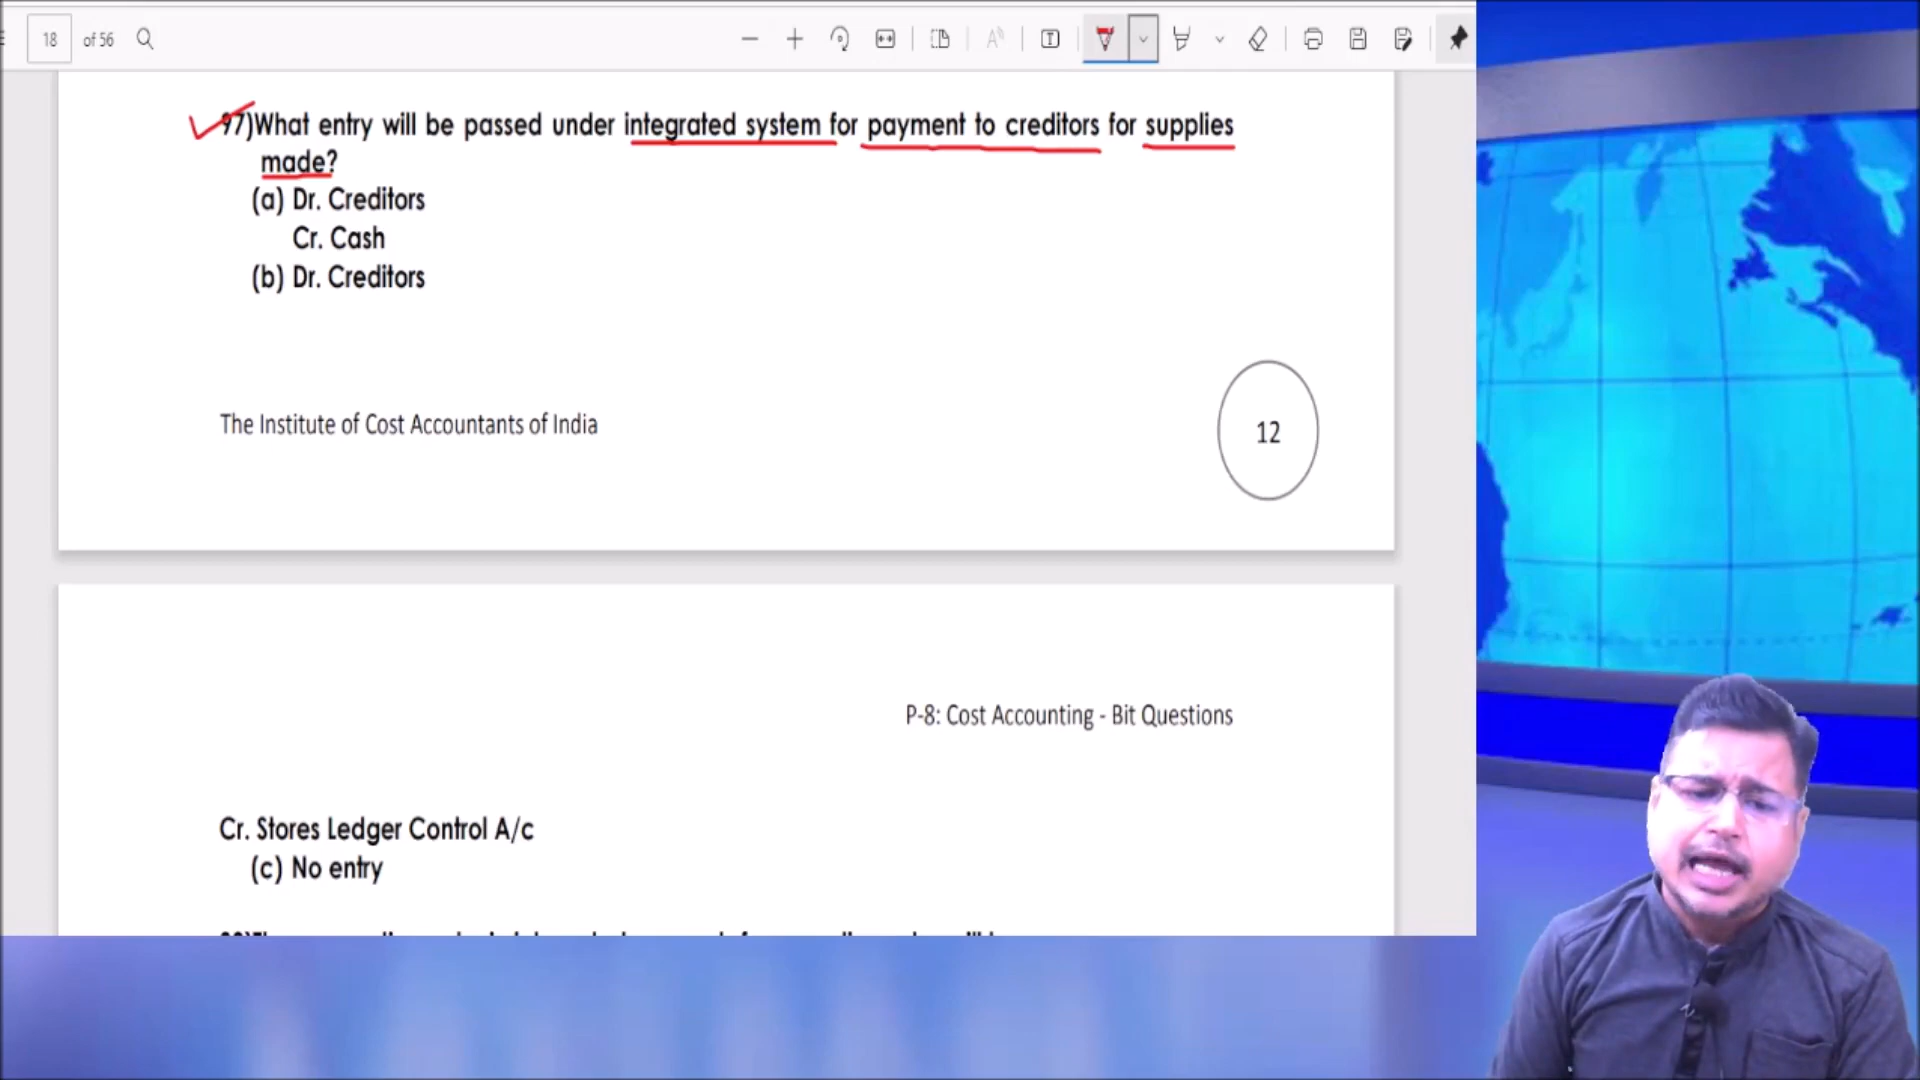 18 of 56
97)What entry will be passed under integrated system for payment to creditors for supplies
made?
(a) Dr. Creditors
Cr. Cash
(b) Dr. Creditors
The Institute of Cost Accountants of India
12
P-8: Cost Accounting - Bit Questions
Cr. Stores Ledger Control A/c
(c) No entry